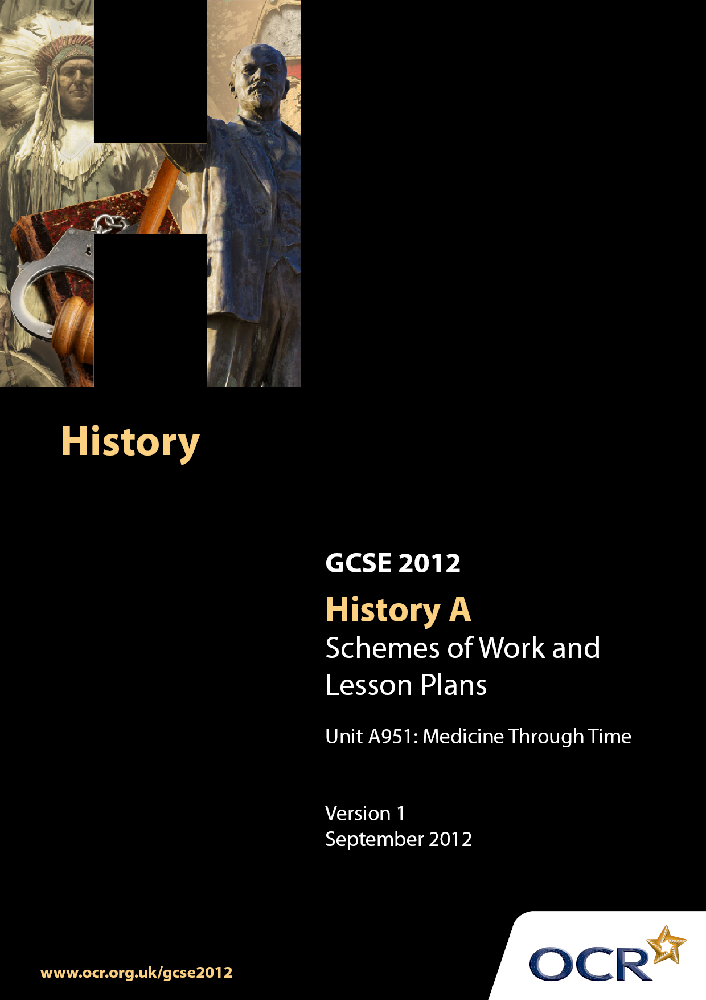 History
GCSE 2012
History A
Schemes of Work and
Lesson Plans
Unit A951: Medicine Through Time
Version 1
September 2012
www.ocr.org.uk/gcse2012
OCR